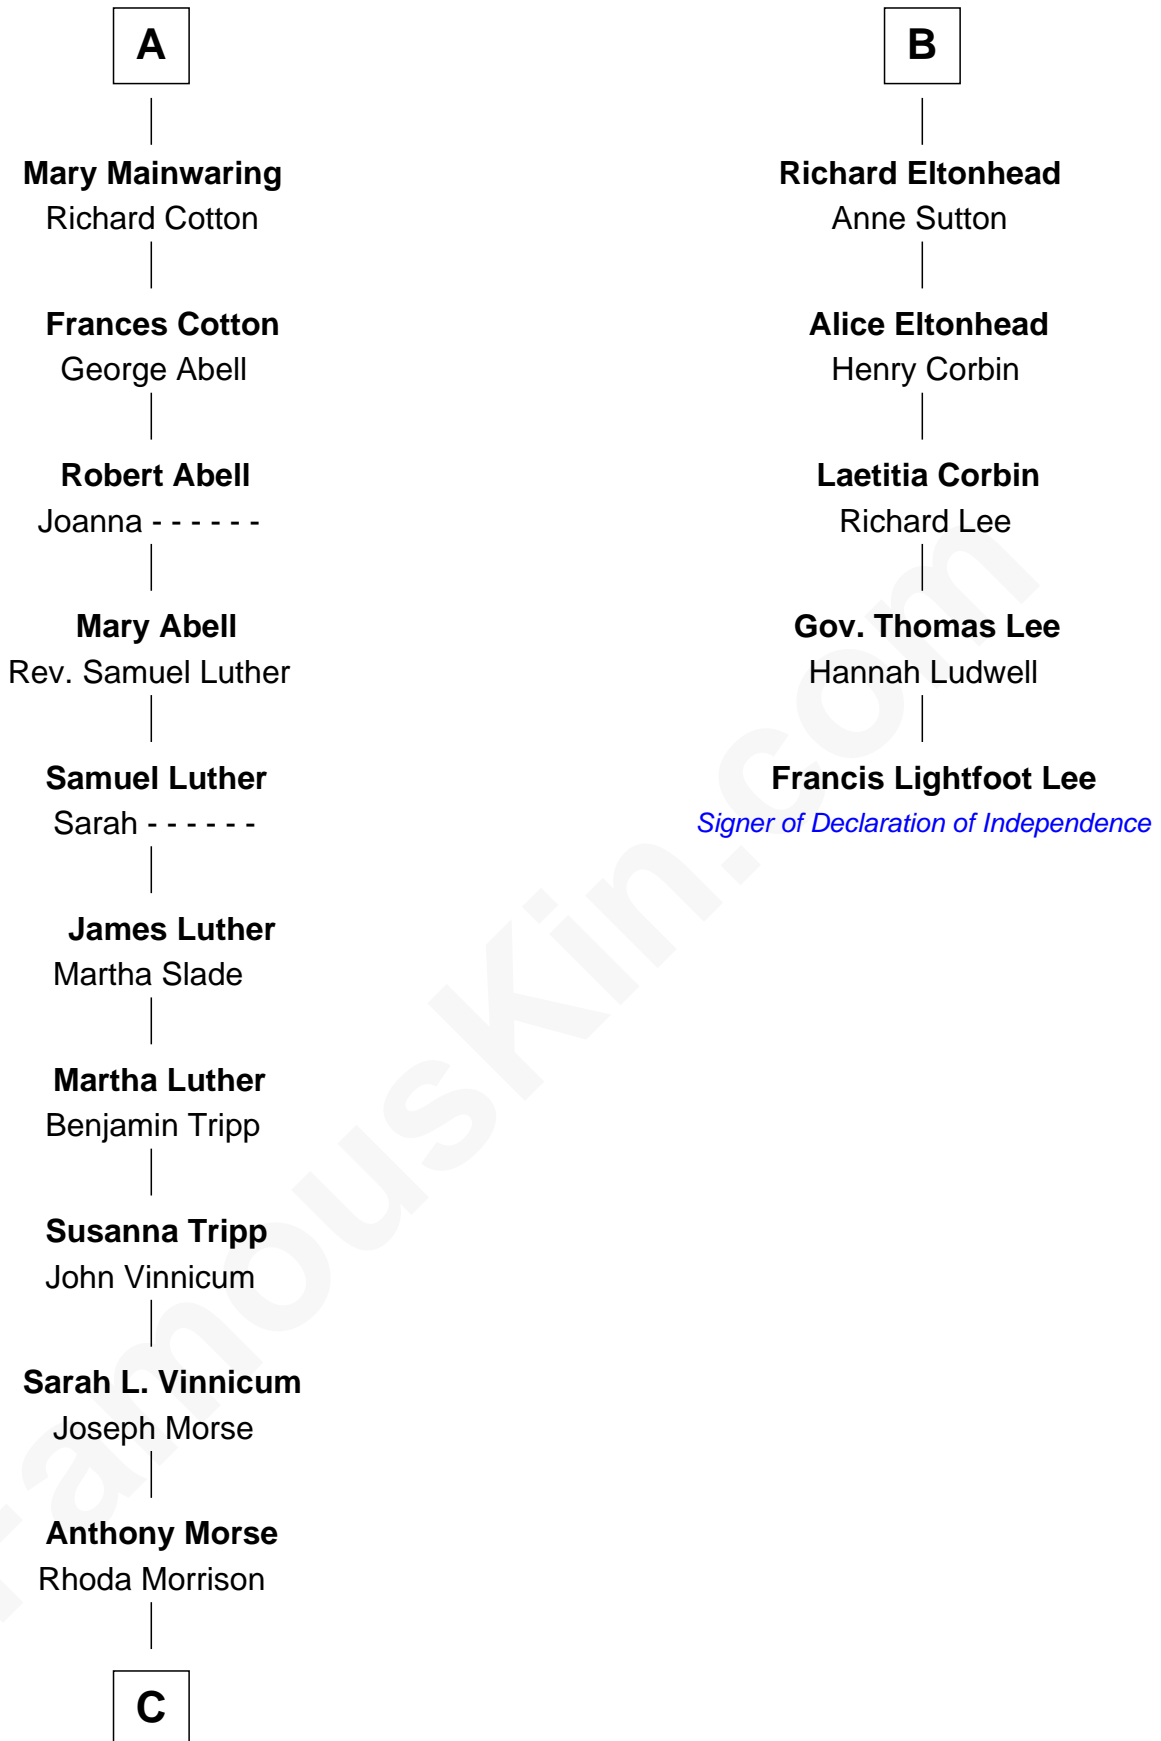 A
Mary Mainwaring
Richard Cotton
Frances Cotton
George Abell
Robert Abell
Joanna - - - - - -
Mary Abell
Rev. Samuel Luther
Samuel Luther
Sarah - - - - - -
James Luther
Martha Slade
Martha Luther
Benjamin Tripp
Susanna Tripp
John Vinnicum
Sarah L. Vinnicum
Joseph Morse
Anthony Morse
Rhoda Morrison
C
B
Richard Eltonhead
Anne Sutton
Alice Eltonhead
Henry Corbin
Laetitia Corbin
Richard Lee
Gov. Thomas Lee
Hannah Ludwell
Francis Lightfoot Lee
Signer of Declaration of Independence
FamousKin.com